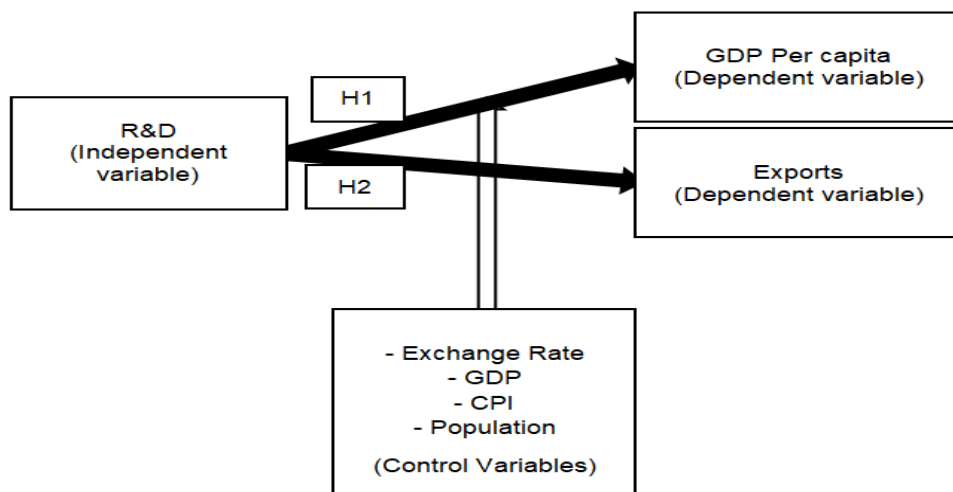 GDP Per capita
(Dependent variable)
H1
R&D
(Independent
variable)
H2
Exports
(Dependent variable)
- Exchange Rate
- GDP
- CPI
- Population
(Control Variables)